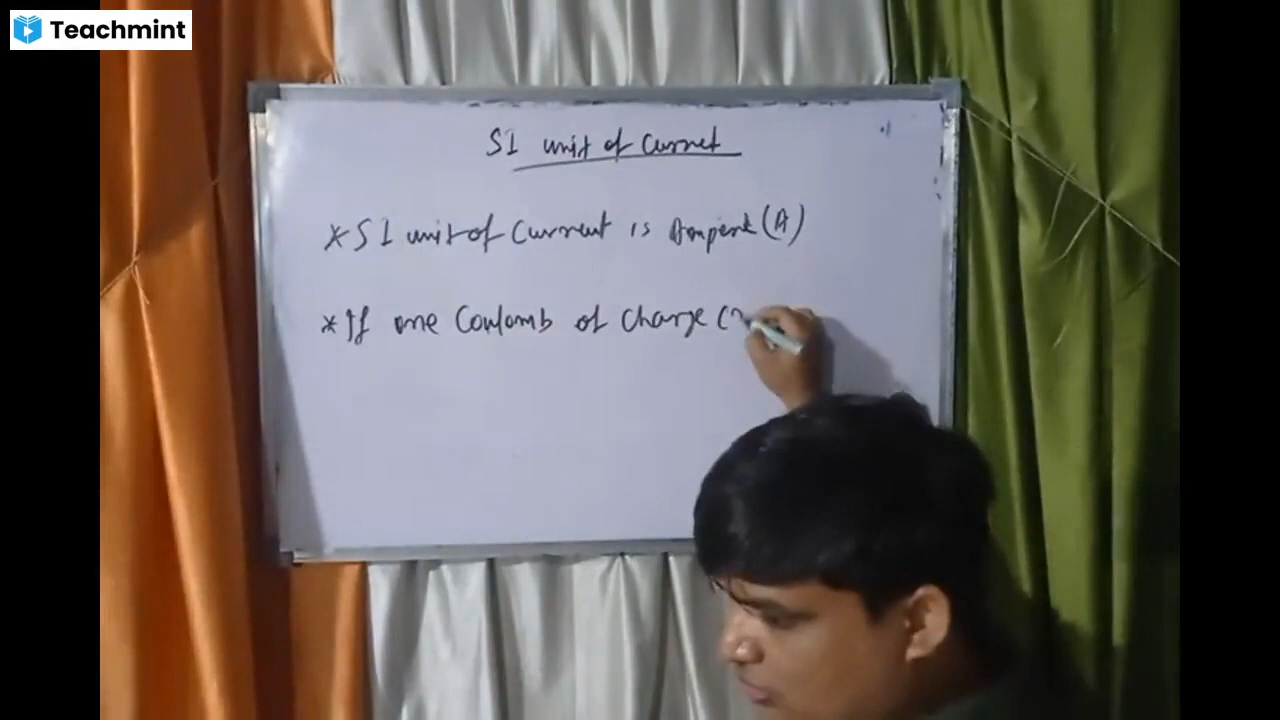 Teachmint
SI unit of Current
* SI unit of Current is Ampere (A)
* If one Coulomb of Charge (